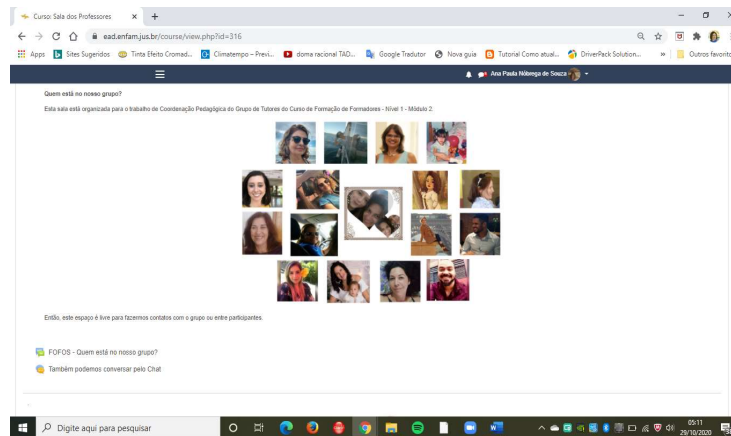 Curso: Sala dos Professores
ead.enfam.jus.br/course/view.php?id=316
Apps Sites Sugeridos Tinta Efeito Cromad... Climatempo – Previ... doma racional TAD... Google Tradutor Nova guia Tutorial Como atual... DriverPack Solution... » Outros favoritos
Ana Paula Nóbrega de Souza
Quem está no nosso grupo?
Esta sala está organizada para o trabalho de Coordenação Pedagógica do Grupo de Tutores do Curso de Formação de Formadores - Nível 1 - Módulo 2.
Então, este espaço é livre para fazermos contatos com o grupo ou entre participantes.
FOFOS - Quem está no nosso grupo?
Também podemos conversar pelo Chat
Digite aqui para pesquisar
05:11
29/10/2020